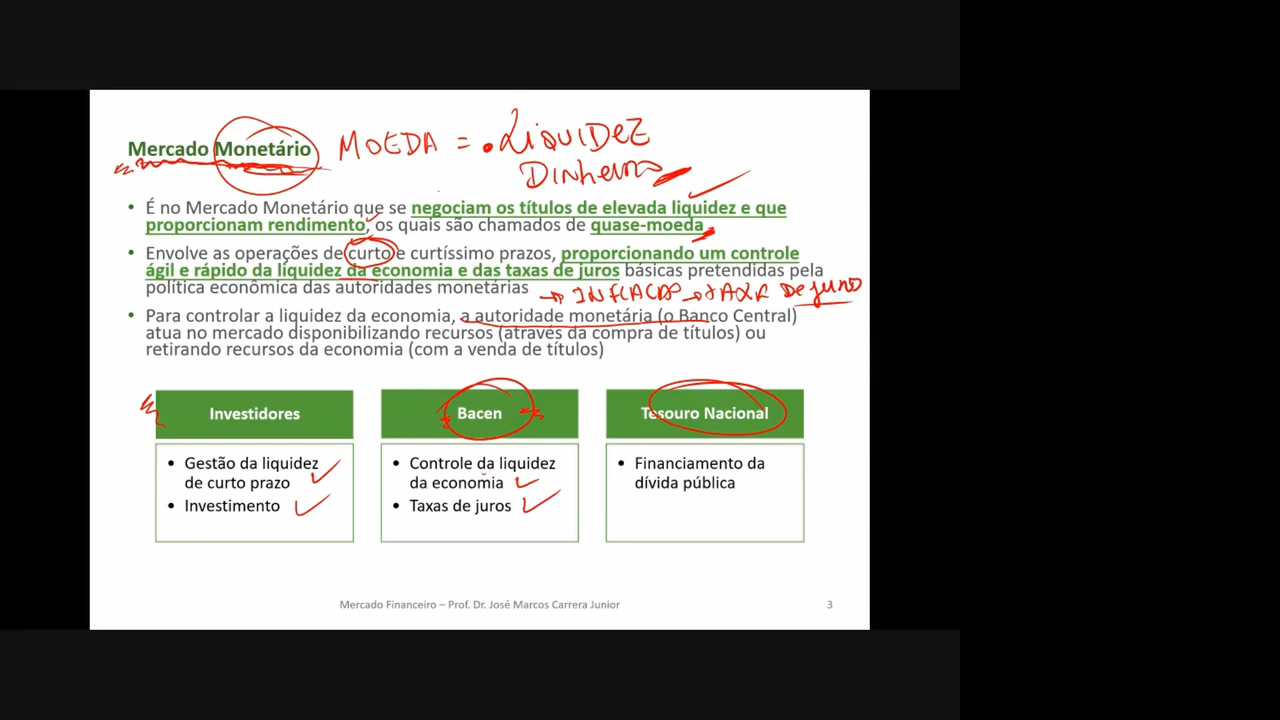 Mercado Monetário MOEDA = . LIQUIDEZ
DinHeiro
• É no Mercado Monetário que se negociam os títulos de elevada liquidez e que
proporcionam rendimento, os quais são chamados de quase-moeda.
• Envolve as operações de curto e curtíssimo prazos, proporcionando um controle
ágil e rápido da liquidez da economia e das taxas de juros básicas pretendidas pela
política econômica das autoridades monetárias
→ INFLAÇÃO → TAXA De juro
• Para controlar a liquidez da economia, a autoridade monetária (o Banco Central)
atua no mercado disponibilizando recursos (através da compra de títulos) ou
retirando recursos da economia (com a venda de títulos)
Investidores
• Gestão da liquidez
de curto prazo
• Investimento
Bacen
• Controle da liquidez
da economia
• Taxas de juros
Tesouro Nacional
• Financiamento da
dívida pública
Mercado Financeiro – Prof. Dr. José Marcos Carrera Junior 3